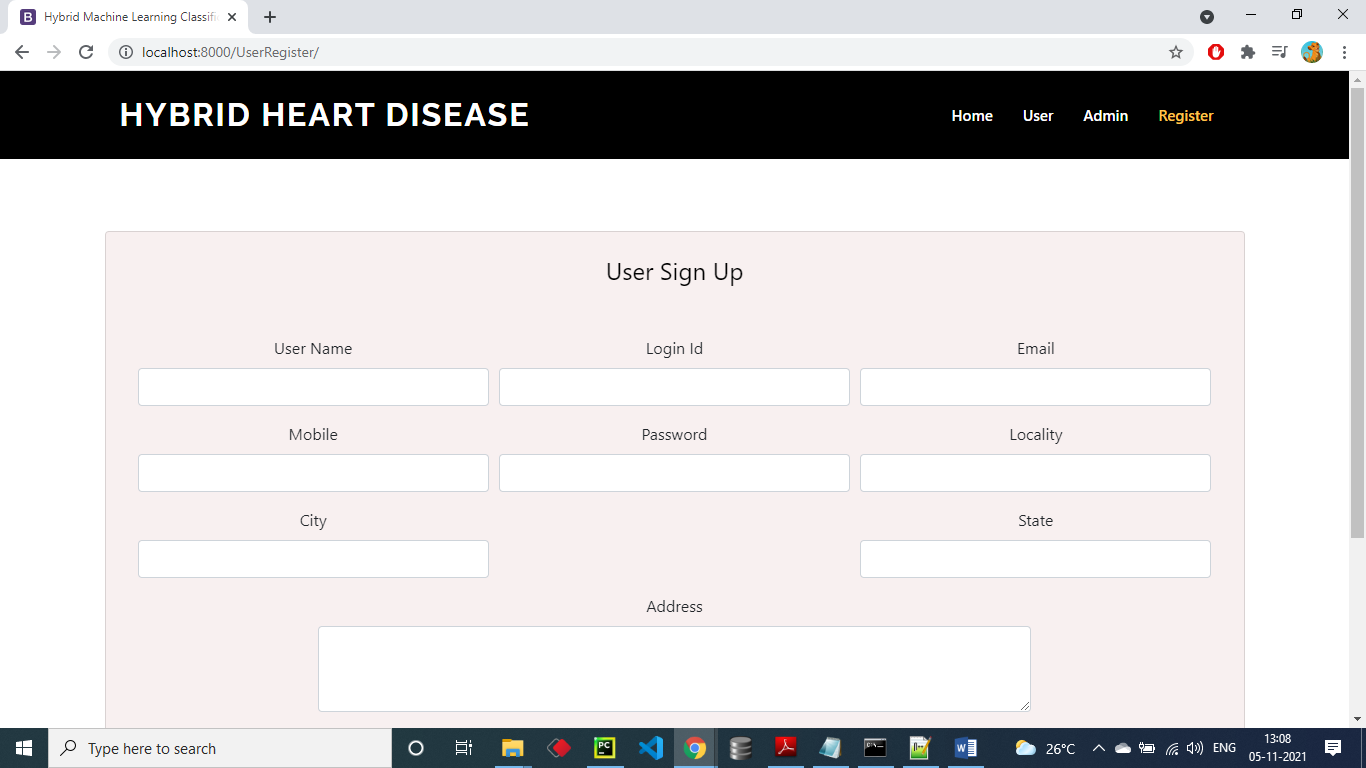 Hybrid Machine Learning Classifi
localhost:8000/UserRegister/
HYBRID HEART DISEASE
Home User Admin Register
User Sign Up
User Name Login Id Email
Mobile Password Locality
City State
Address
Type here to search
PC
26°C
ENG
13:08
05-11-2021